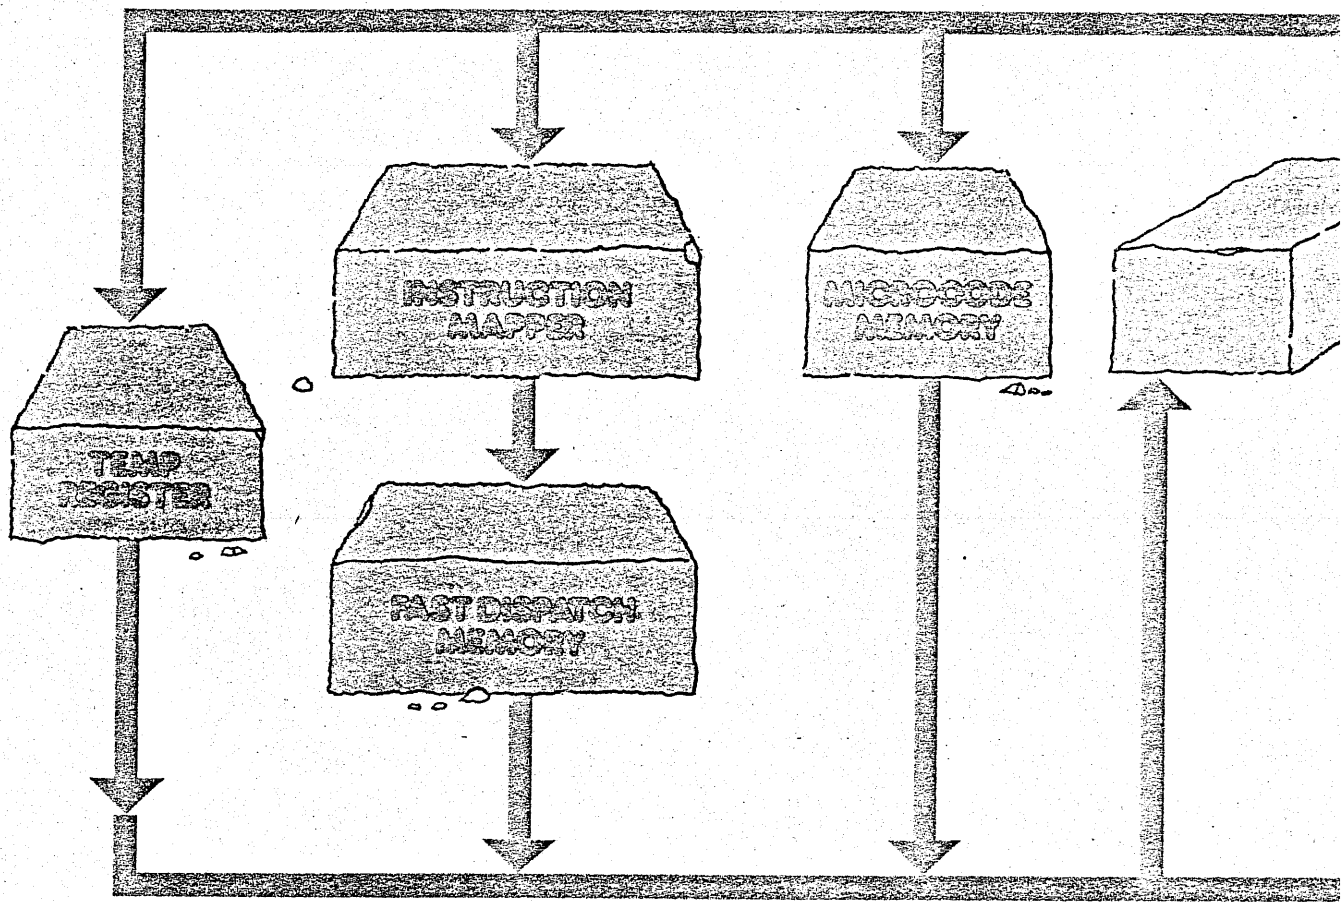 INSTRUCTION
MAPPER
MICROCODE
MEMORY
TEMP
REGISTER
FAST DISPATCH
MEMORY